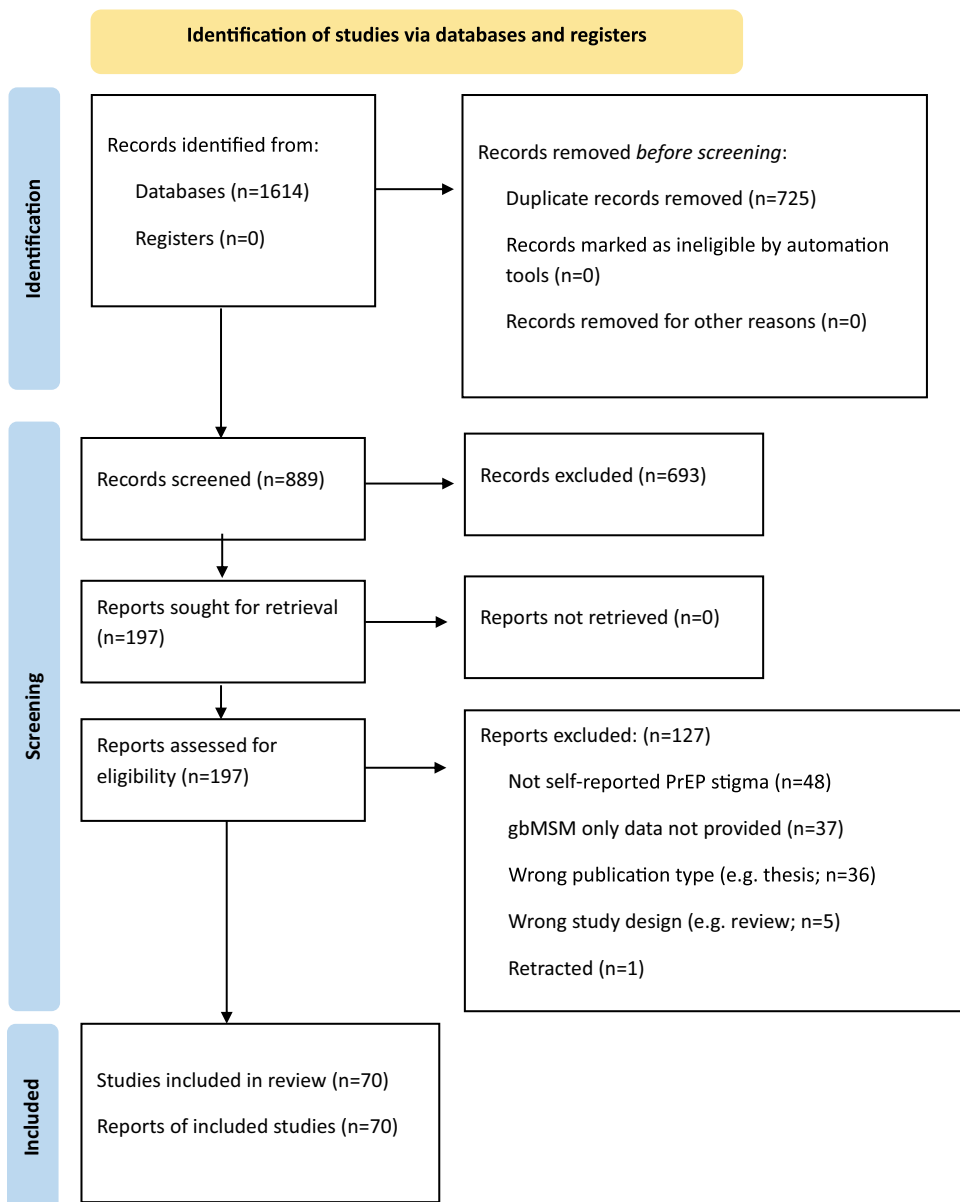 Identification of studies via databases and registers
Identification
Records identified from:
Databases (n=1614)
Registers (n=0)
Records removed before screening:
Duplicate records removed (n=725)
Records marked as ineligible by automation
tools (n=0)
Records removed for other reasons (n=0)
Screening
Records screened (n=889)
Records excluded (n=693)
Reports sought for retrieval
(n=197)
Reports not retrieved (n=0)
Reports assessed for
eligibility (n=197)
Reports excluded: (n=127)
Not self-reported PrEP stigma (n=48)
gbMSM only data not provided (n=37)
Wrong publication type (e.g. thesis; n=36)
Wrong study design (e.g. review; n=5)
Retracted (n=1)
Included
Studies included in review (n=70)
Reports of included studies (n=70)